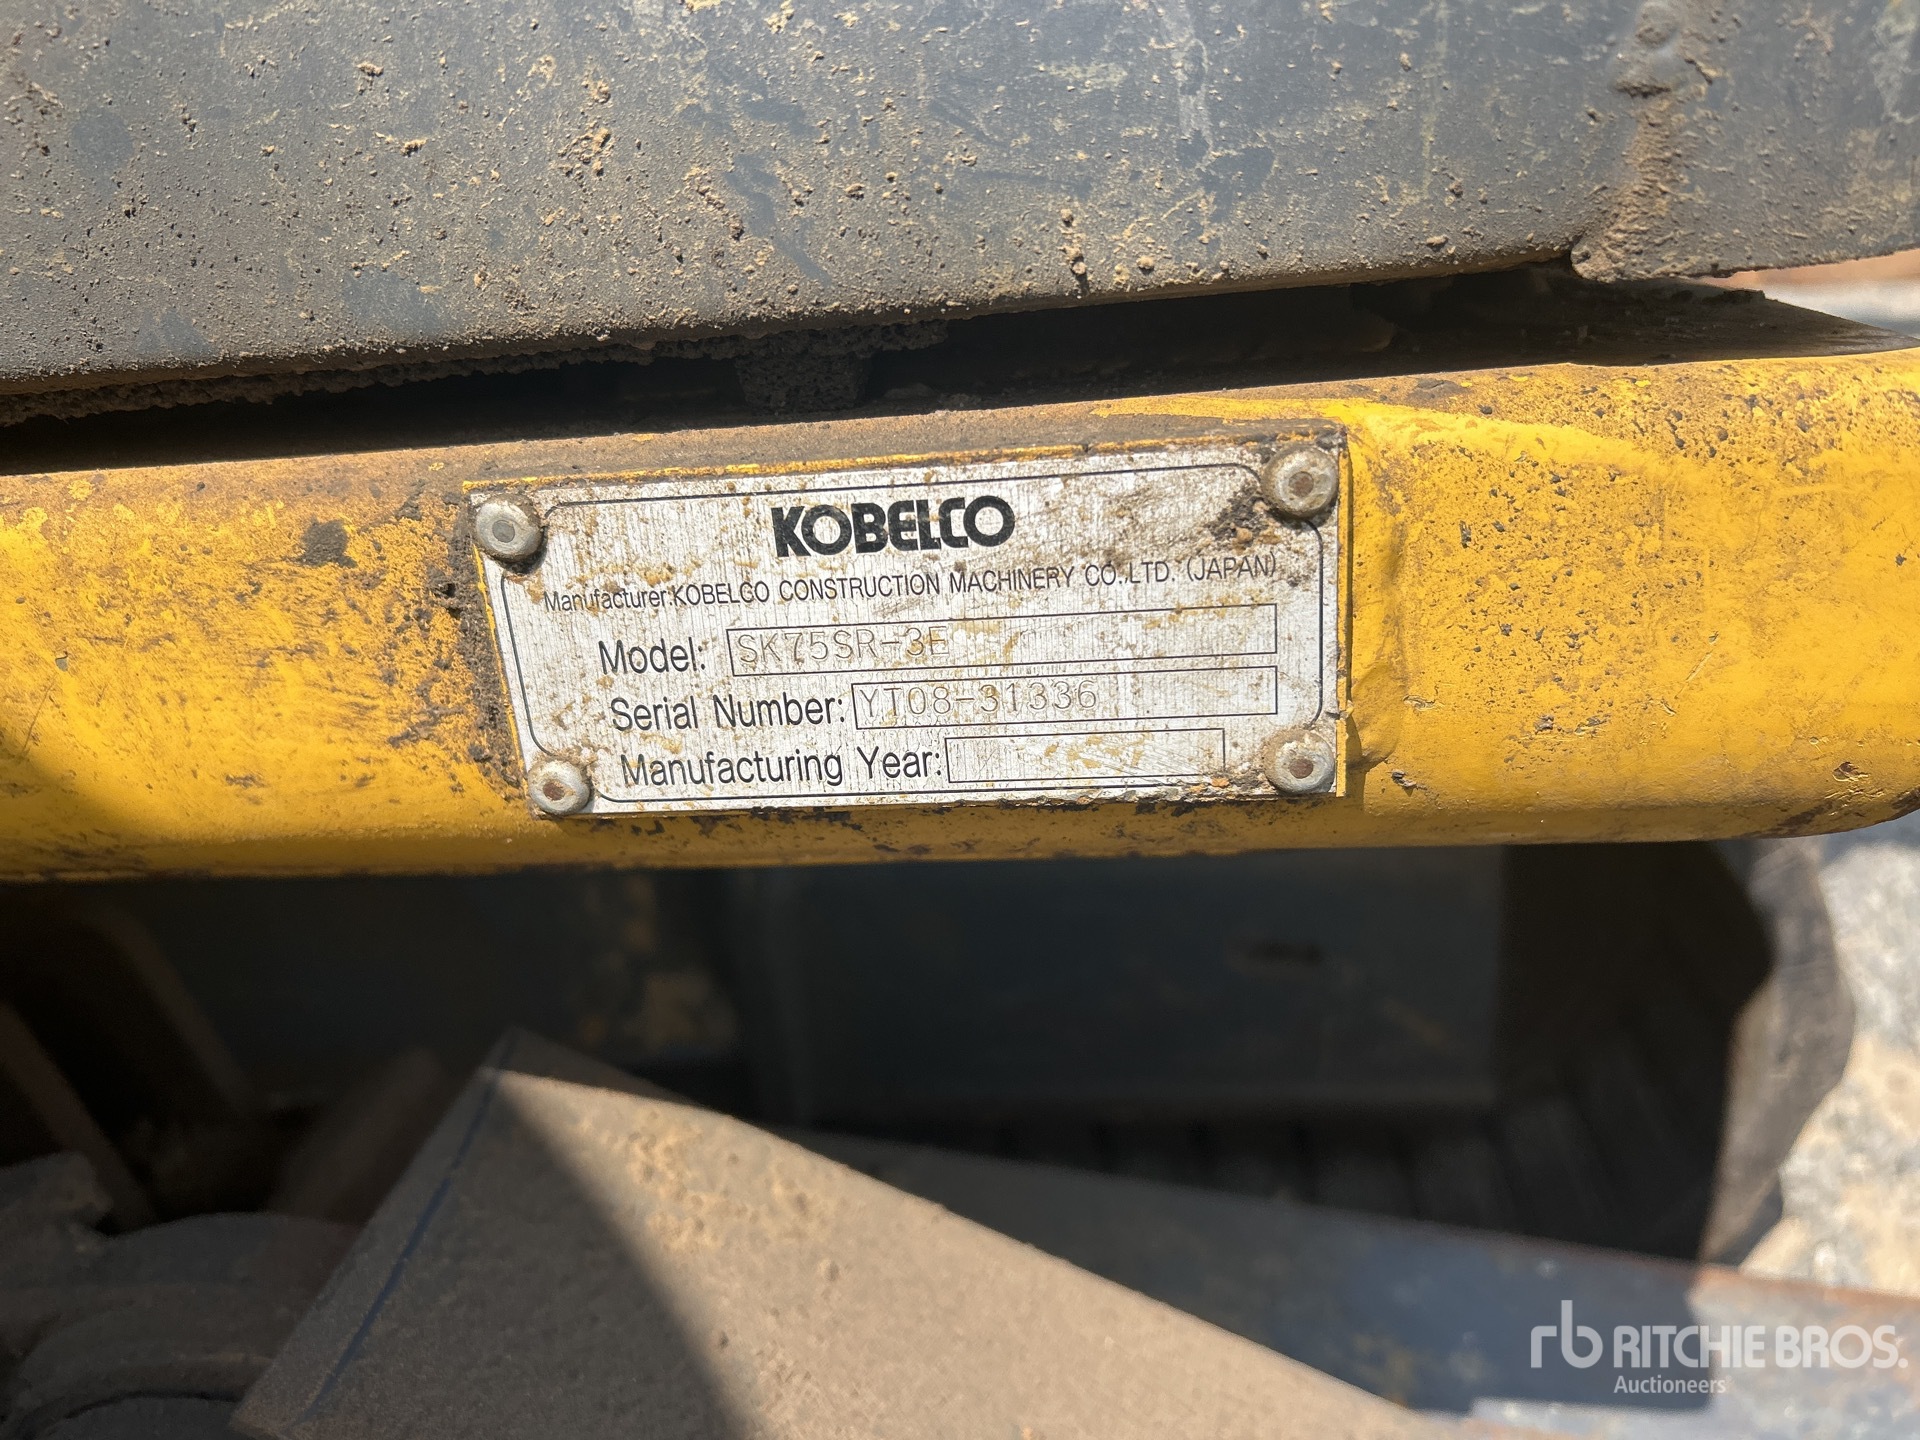 KOBELCO
Manufacturer:KOBELCO CONSTRUCTION MACHINERY CO.,LTD. (JAPAN)
Model: SK75SR-3E
Serial Number: YT08-31336
Manufacturing Year:
rb RITCHIE BROS.
Auctioneers